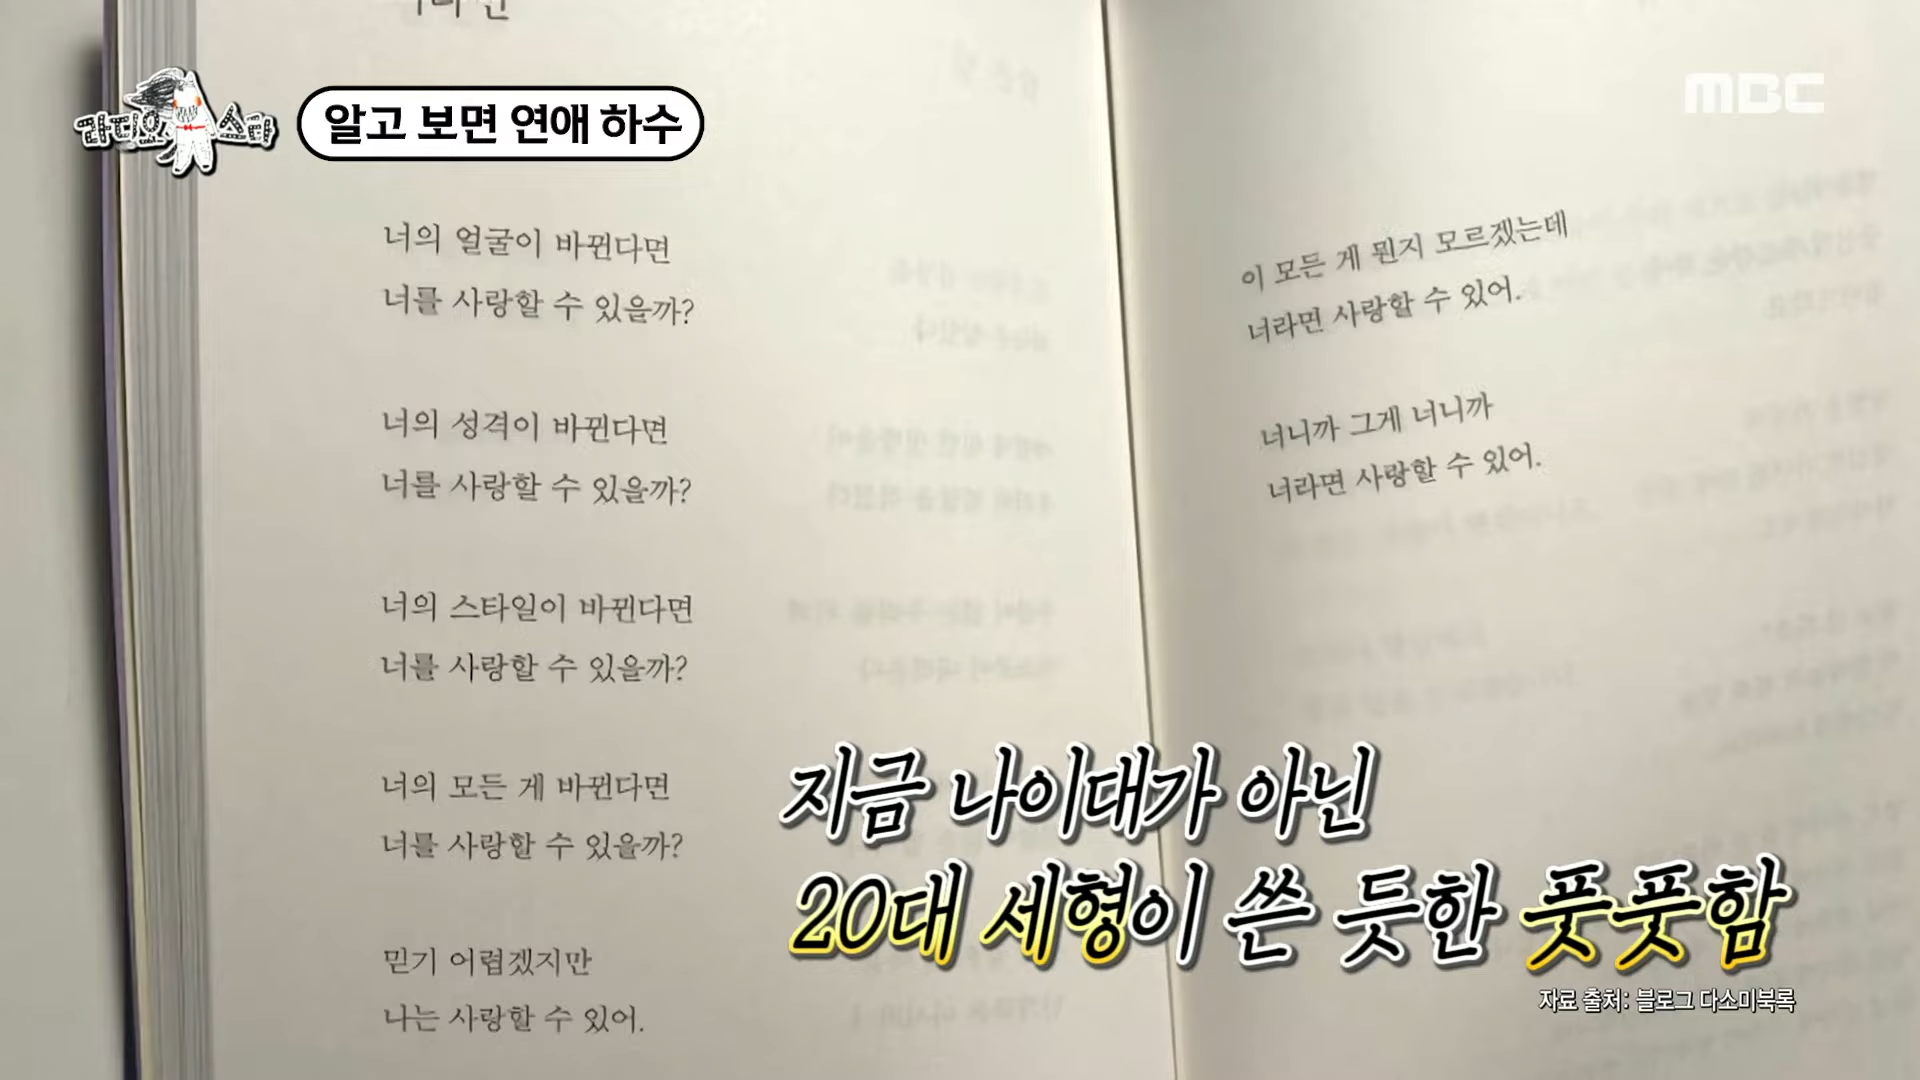 라디오스타
알고 보면 연애 하수
MBC
너의 얼굴이 바뀐다면
너를 사랑할 수 있을까?
너의 성격이 바뀐다면
너를 사랑할 수 있을까?
너의 스타일이 바뀐다면
너를 사랑할 수 있을까?
너의 모든 게 바뀐다면
너를 사랑할 수 있을까?
믿기 어렵겠지만
나는 사랑할 수 있어.
이 모든 게 뭔지 모르겠는데
너라면 사랑할 수 있어.
너니까 그게 너니까
너라면 사랑할 수 있어.
지금 나이대가 아닌
20대 세형이 쓴 듯한 풋풋함
자료 출처: 블로그 다소미북록